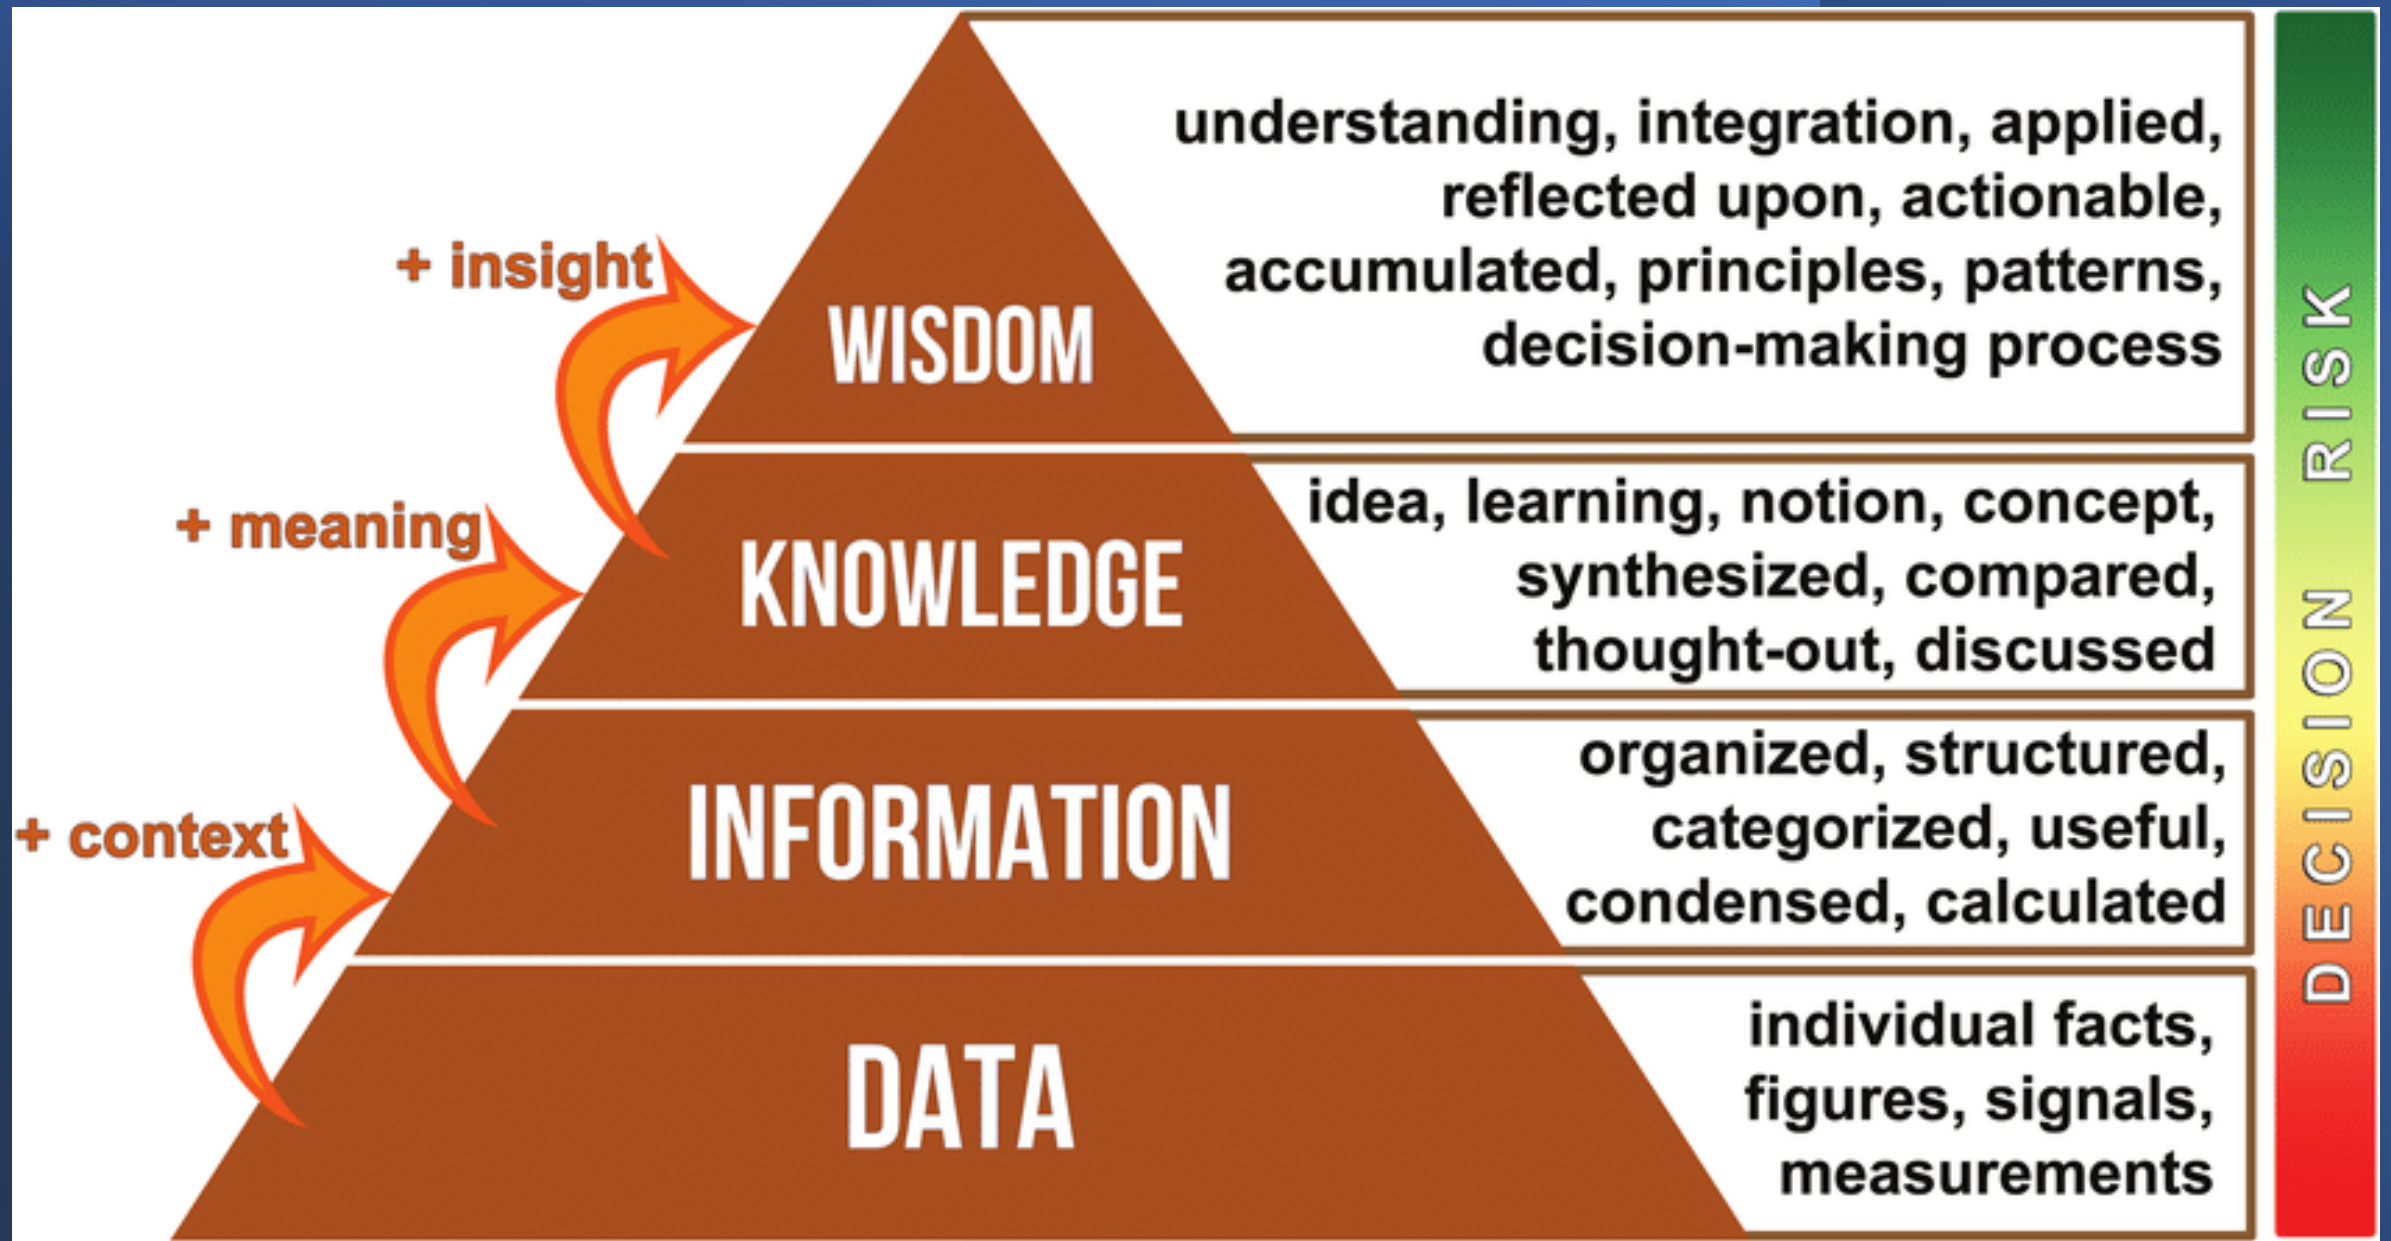 understanding, integration, applied,
reflected upon, actionable,
accumulated, principles, patterns,
decision-making process
+ insight
WISDOM
idea, learning, notion, concept,
synthesized, compared,
thought-out, discussed
+ meaning
KNOWLEDGE
organized, structured,
categorized, useful,
condensed, calculated
+ context
INFORMATION
individual facts,
figures, signals,
measurements
DATA
DECISION RISK